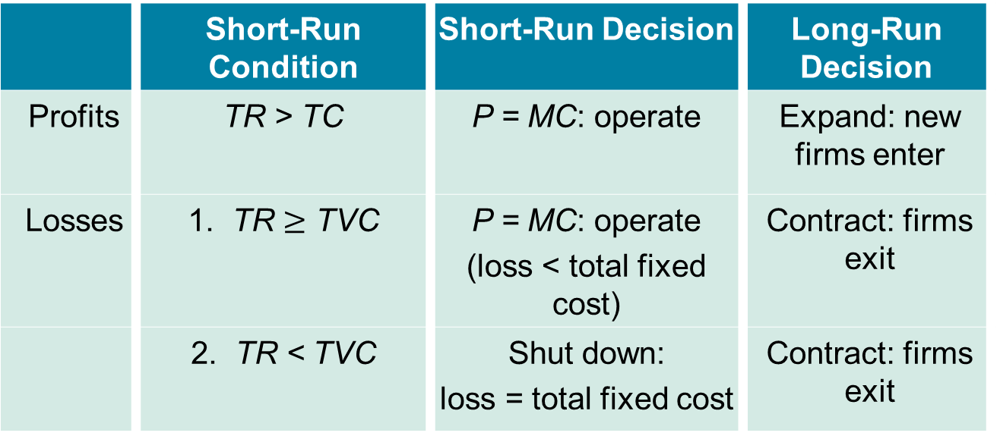 Short-Run Condition
Short-Run Decision
Long-Run Decision
Profits
TR > TC
P = MC: operate
Expand: new
firms enter
Losses
1. TR ≥ TVC
P = MC: operate
(loss < total fixed
cost)
Contract: firms
exit
2. TR < TVC
Shut down:
loss = total fixed cost
Contract: firms
exit